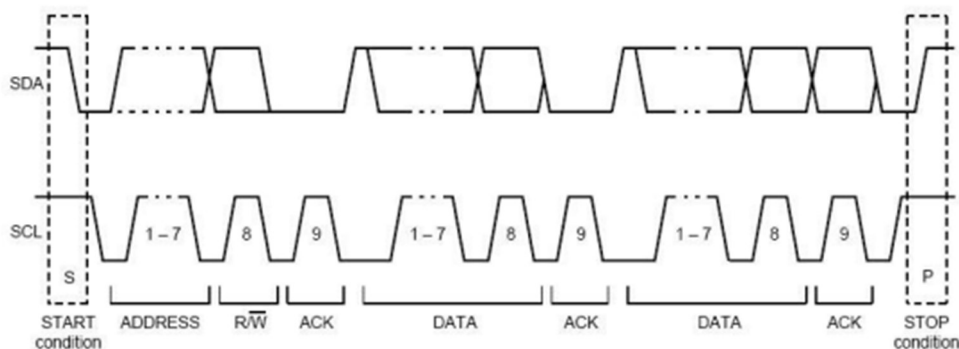 SDA
SCL
1 – 7 8 9 1 – 7 8 9 1 – 7 8 9
S P
START condition ADDRESS R/W̅ ACK DATA ACK DATA ACK STOP condition